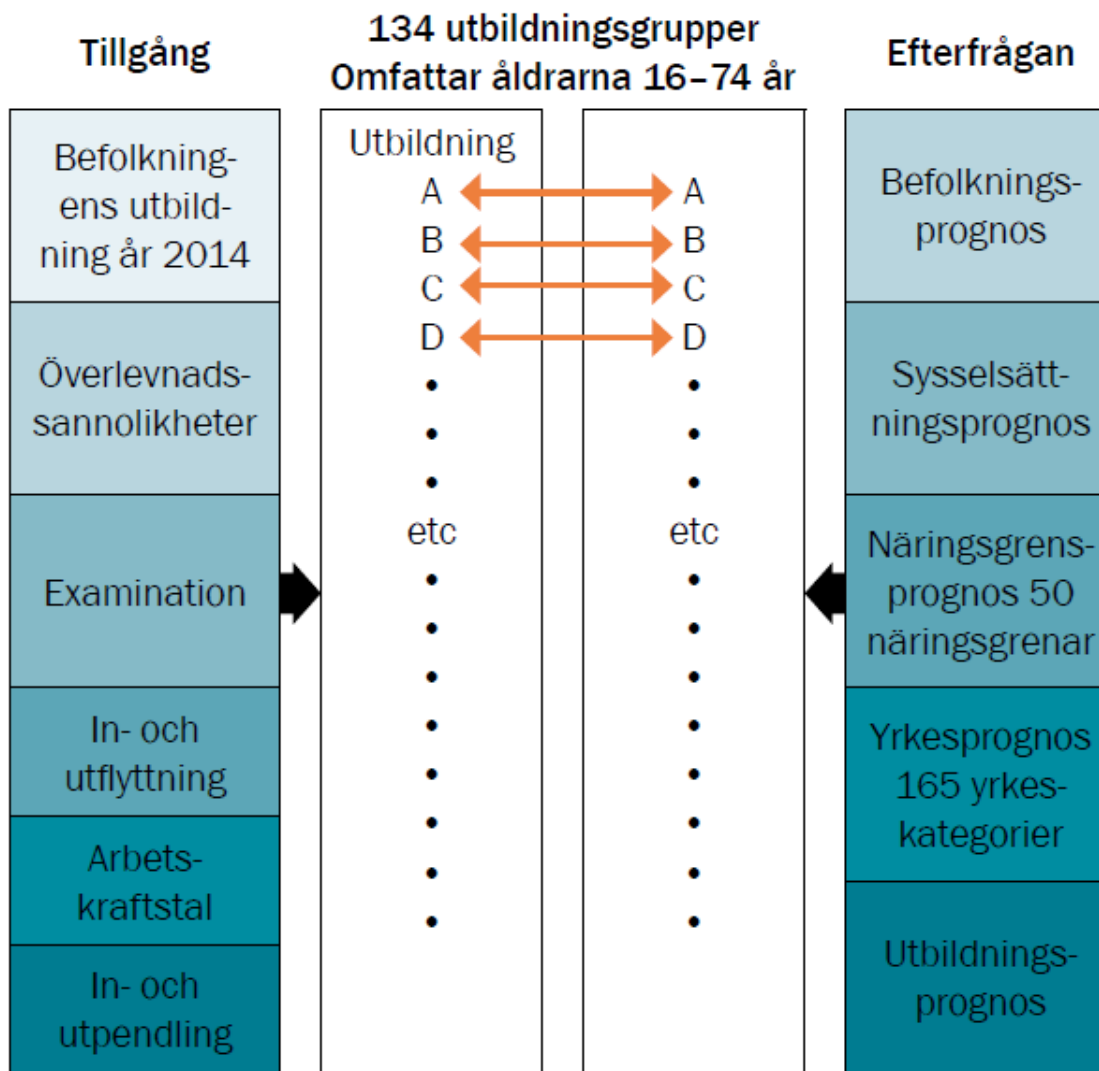 Tillgång
134 utbildningsgrupper
Omfattar åldrarna 16–74 år
Efterfrågan
Befolkning-
ens utbild-
ning år 2014
Överlevnads-
sannolikheter
Examination
In- och
utflyttning
Arbets-
kraftstal
In- och
utpendling
Utbildning
A
B
C
D
etc
A
B
C
D
etc
Befolknings-
prognos
Sysselsätt-
ningsprognos
Näringsgrens-
prognos 50
näringsgrenar
Yrkesprognos
165 yrkes-
kategorier
Utbildnings-
prognos